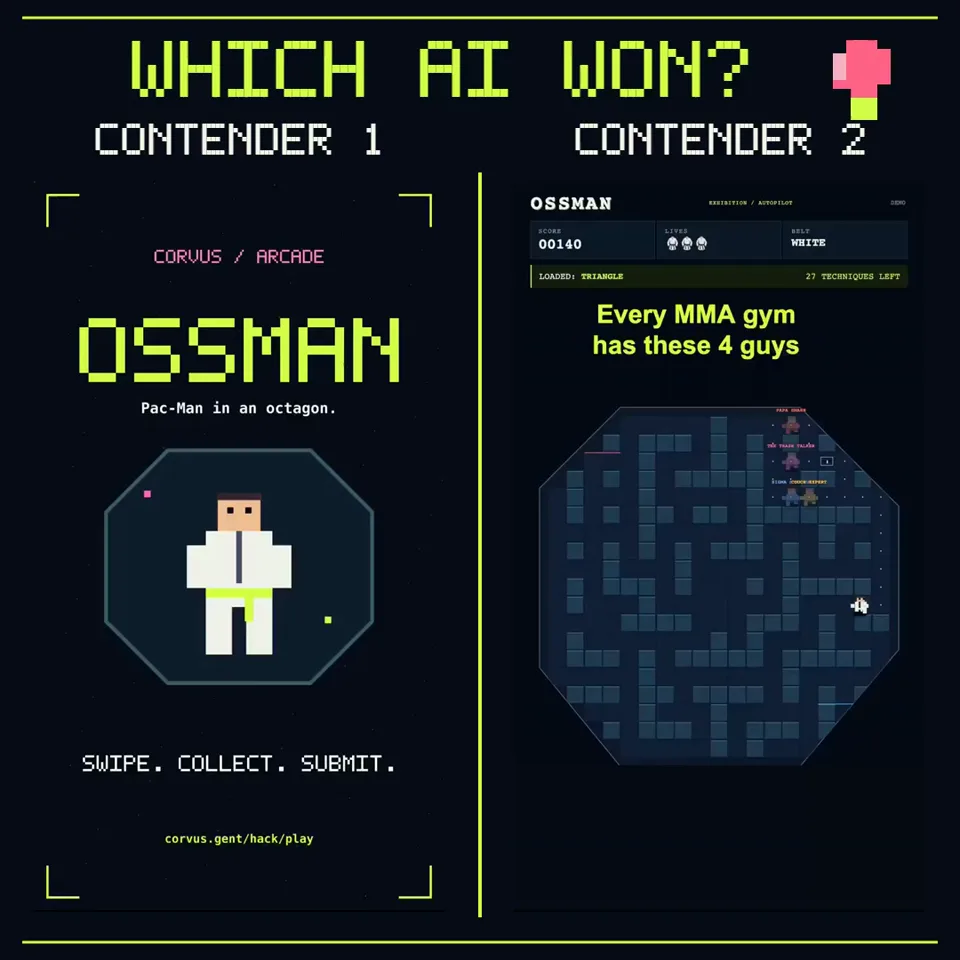 WHICH AI WON?
CONTENDER 1
CORVUS / ARCADE
OSSMAN
Pac-Man in an octagon.
SWIPE. COLLECT. SUBMIT.
corvus.gent/hack/play
CONTENDER 2
OSSMAN
EXHIBITION / AUTOPILOT
DEMO
SCORE
00140
LIVES
BELT
WHITE
LOADED: TRIANGLE
27 TECHNIQUES LEFT
Every MMA gym
has these 4 guys
THE TRASH TALKER